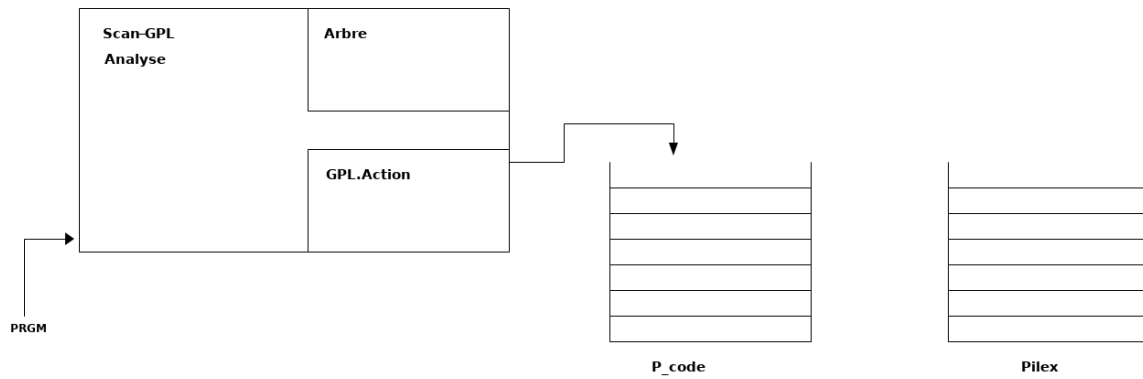 Scan-GPL
Analyse
Arbre
GPL.Action
PRGM
P_code
Pilex